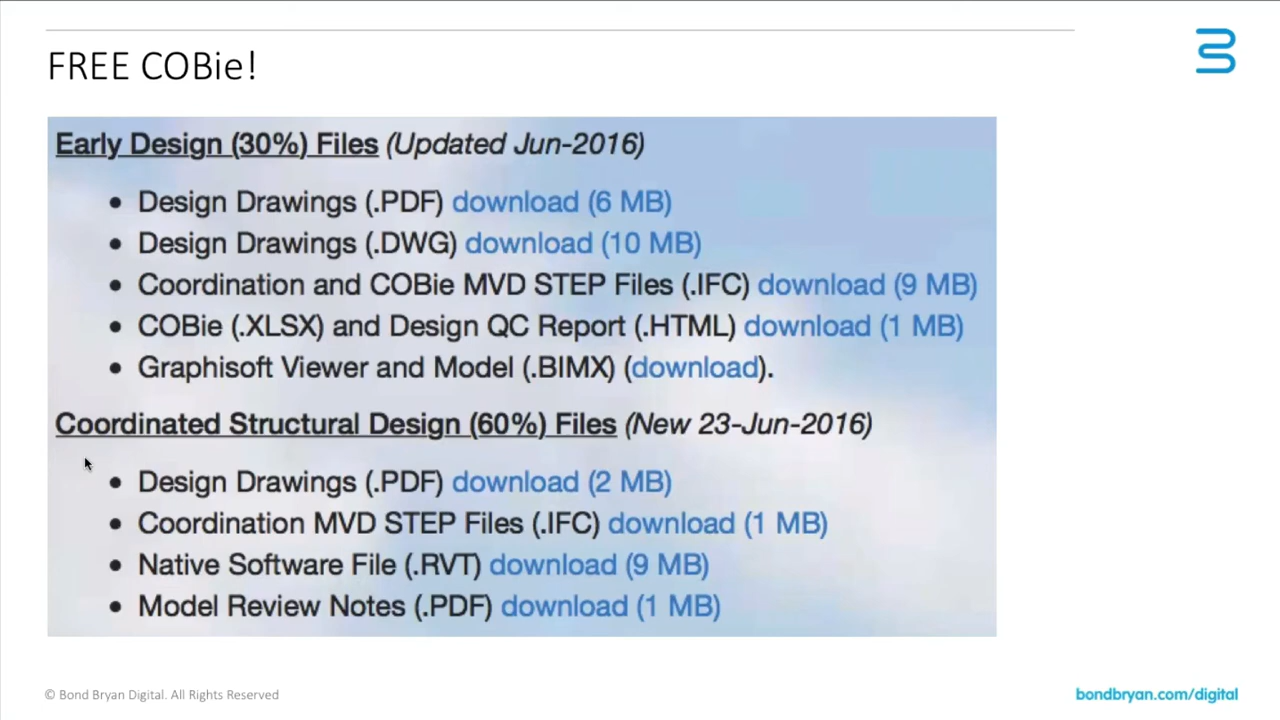 FREE COBie!
Early Design (30%) Files (Updated Jun-2016)
• Design Drawings (.PDF) download (6 MB)
• Design Drawings (.DWG) download (10 MB)
• Coordination and COBie MVD STEP Files (.IFC) download (9 MB)
• COBie (.XLSX) and Design QC Report (.HTML) download (1 MB)
• Graphisoft Viewer and Model (.BIMX) (download).
Coordinated Structural Design (60%) Files (New 23-Jun-2016)
• Design Drawings (.PDF) download (2 MB)
• Coordination MVD STEP Files (.IFC) download (1 MB)
• Native Software File (.RVT) download (9 MB)
• Model Review Notes (.PDF) download (1 MB)
© Bond Bryan Digital. All Rights Reserved
bondbryan.com/digital